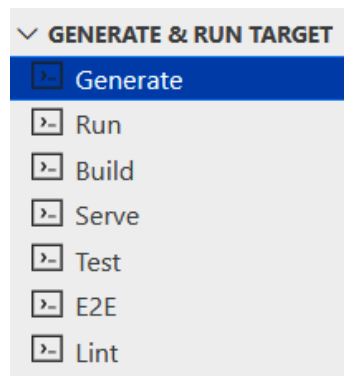 GENERATE & RUN TARGET
Generate
Run
Build
Serve
Test
E2E
Lint